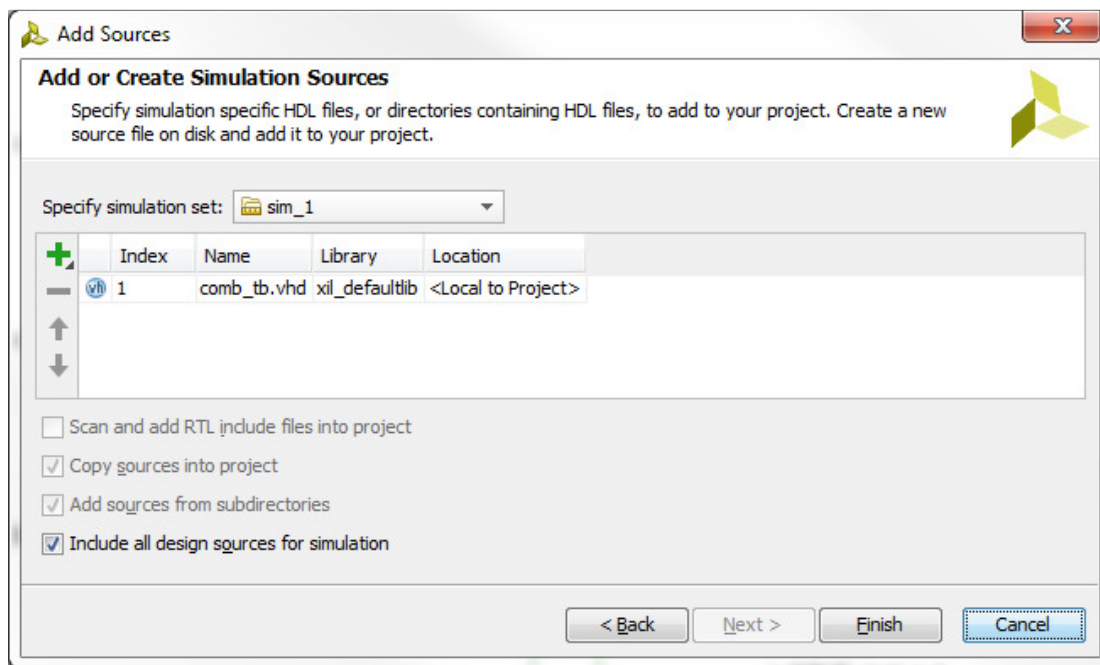 Add Sources
Add or Create Simulation Sources
Specify simulation specific HDL files, or directories containing HDL files, to add to your project. Create a new
source file on disk and add it to your project.
Specify simulation set: sim_1
Index Name Library Location
vh 1 comb_tb.vhd xil_defaultlib <Local to Project>
Scan and add RTL include files into project
Copy sources into project
Add sources from subdirectories
Include all design sources for simulation
< Back Next > Finish Cancel